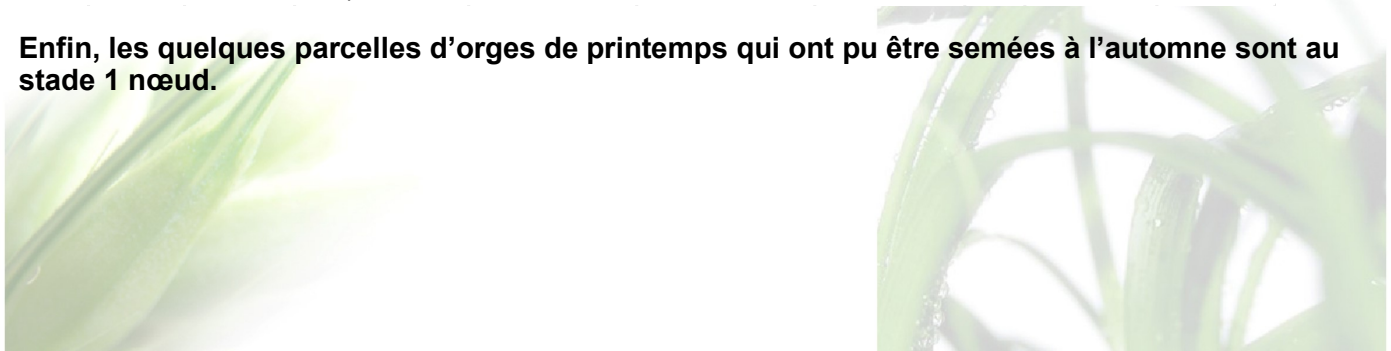 Enfin, les quelques parcelles d’orges de printemps qui ont pu être semées à l’automne sont au
stade 1 nœud.